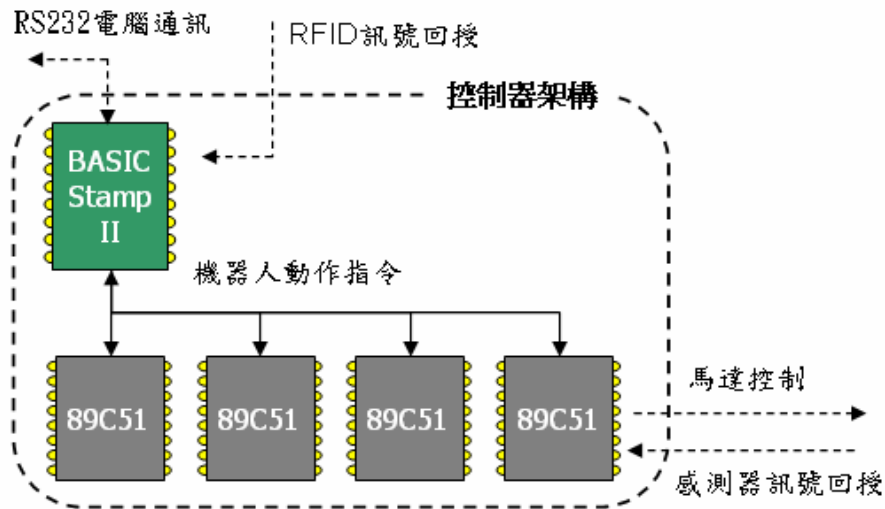 RS232電腦通訊
RFID訊號回授
控制器架構
BASIC
Stamp
II
機器人動作指令
89C51
89C51
89C51
89C51
馬達控制
感測器訊號回授